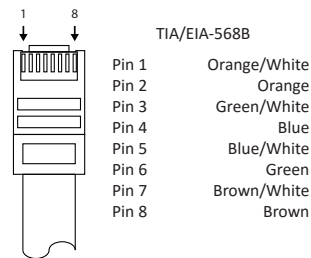 1 8
TIA/EIA-568B
Pin 1 Orange/White
Pin 2 Orange
Pin 3 Green/White
Pin 4 Blue
Pin 5 Blue/White
Pin 6 Green
Pin 7 Brown/White
Pin 8 Brown